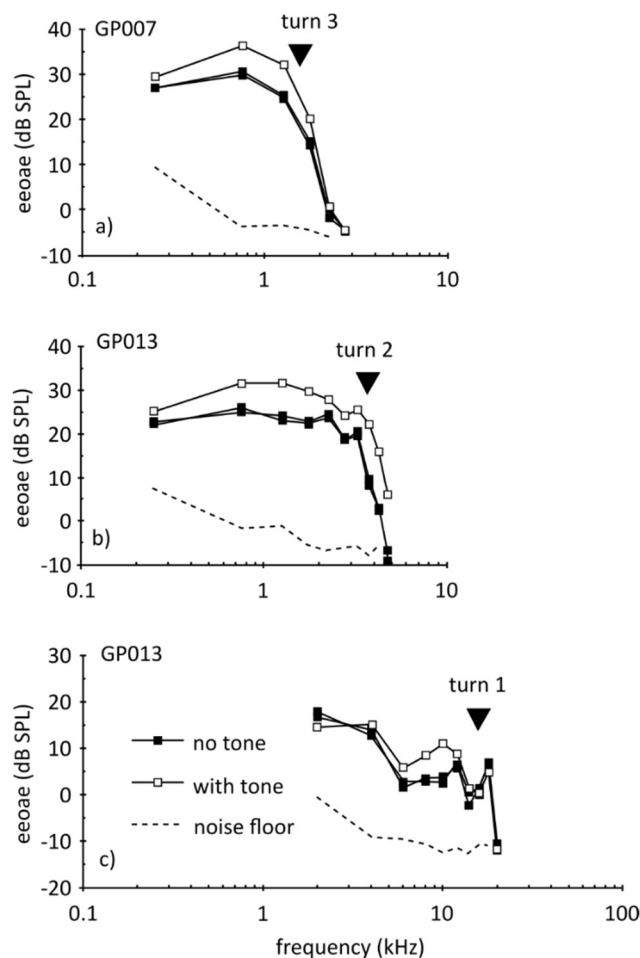 GP007
turn 3
eeoae (dB SPL)
40
30
20
10
0
-10
a)
0.1
1
10
GP013
turn 2
eeoae (dB SPL)
40
30
20
10
0
-10
b)
0.1
1
10
GP013
turn 1
eeoae (dB SPL)
30
20
10
0
-10
-20
no tone
with tone
noise floor
c)
0.1
1
10
100
frequency (kHz)